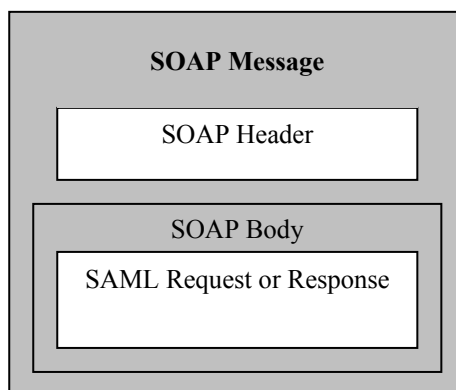 SOAP Message
SOAP Header
SOAP Body
SAML Request or Response